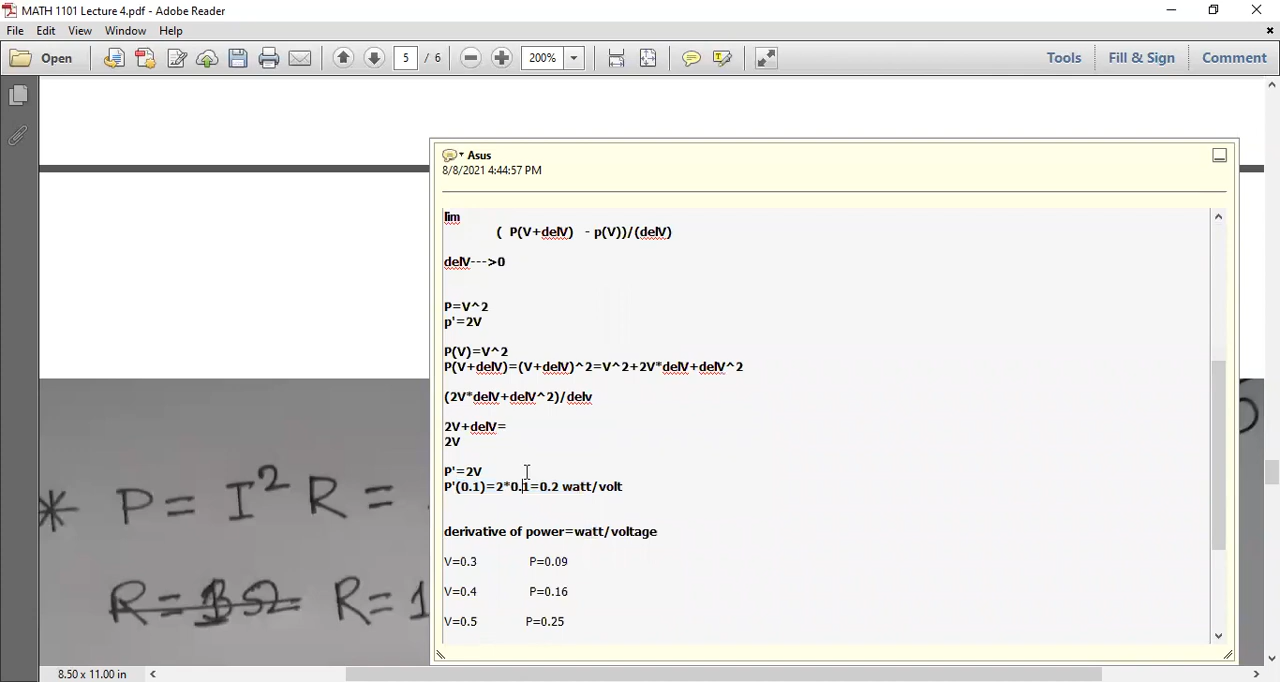 MATH 1101 Lecture 4.pdf - Adobe Reader
File Edit View Window Help
Open 5 / 6 200% Tools Fill & Sign Comment
Asus
8/8/2021 4:44:57 PM
lim
( P(V+delV) - p(V))/(delV)
delV--->0
P=V^2
p'=2V
P(V)=V^2
P(V+delV)=(V+delV)^2=V^2+2V*delV+delV^2
(2V*delV+delV^2)/delv
2V+delV=
2V
P'=2V
P'(0.1)=2*0.1=0.2 watt/volt
derivative of power=watt/voltage
V=0.3 P=0.09
V=0.4 P=0.16
V=0.5 P=0.25
* P= I² R =
R= 1
8.50 x 11.00 in